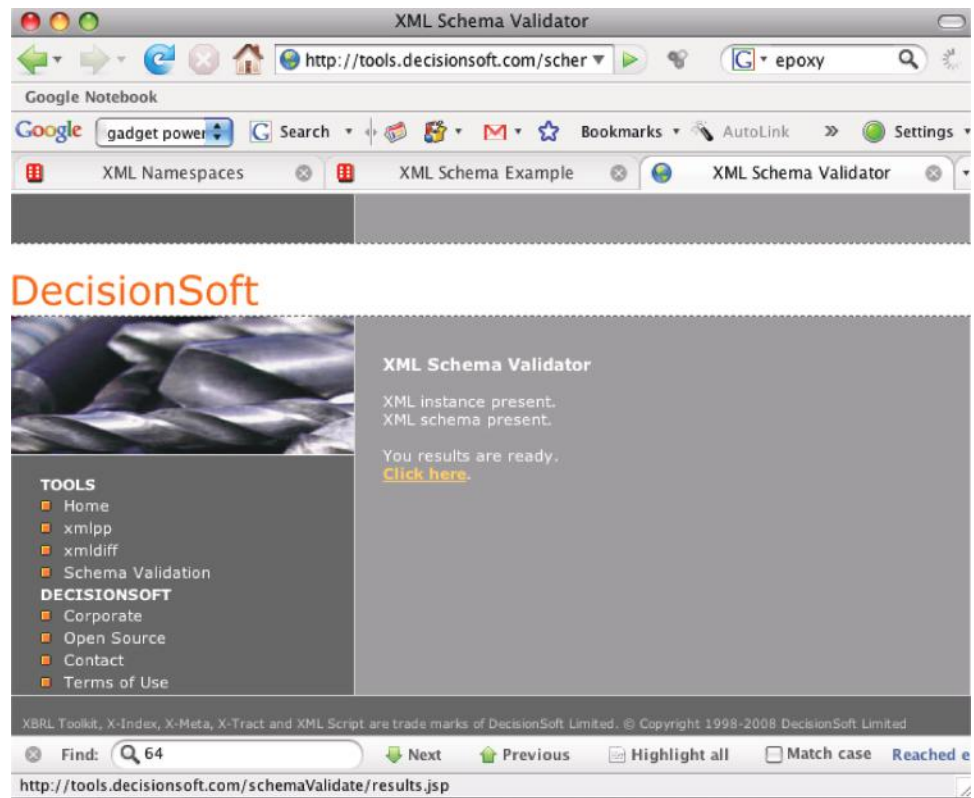 XML Schema Validator
http://tools.decisionsoft.com/scher
G epoxy
Google Notebook
Google gadget power G Search Bookmarks AutoLink » Settings
XML Namespaces XML Schema Example XML Schema Validator
DecisionSoft
XML Schema Validator
XML instance present.
XML schema present.
You results are ready.
Click here.
TOOLS
Home
xmlpp
xmldiff
Schema Validation
DECISIONSOFT
Corporate
Open Source
Contact
Terms of Use
XBRL Toolkit, X-Index, X-Meta, X-Tract and XML Script are trade marks of DecisionSoft Limited. © Copyright 1998-2008 DecisionSoft Limited
Find: 64 Next Previous Highlight all Match case Reached e
http://tools.decisionsoft.com/schemaValidate/results.jsp